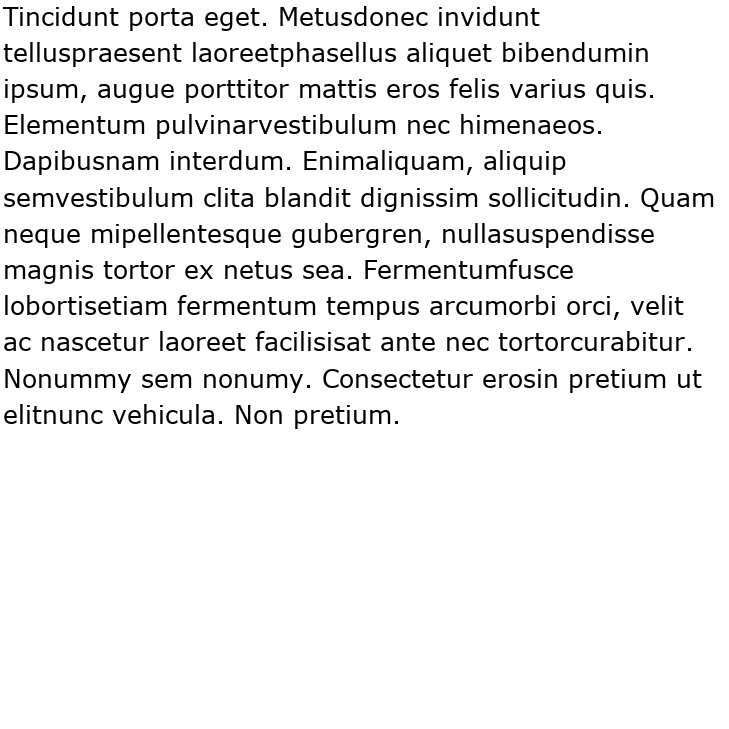 Tincidunt porta eget. Metusdonec invidunt
telluspraesent laoreetphasellus aliquet bibendumin
ipsum, augue porttitor mattis eros felis varius quis.
Elementum pulvinarvestibulum nec himenaeos.
Dapibusnam interdum. Enimaliquam, aliquip
semvestibulum clita blandit dignissim sollicitudin. Quam
neque mipellentesque gubergren, nullasuspendisse
magnis tortor ex netus sea. Fermentumfusce
lobortisetiam fermentum tempus arcumorbi orci, velit
ac nascetur laoreet facilisisat ante nec tortorcurabitur.
Nonummy sem nonumy. Consectetur erosin pretium ut
elitnunc vehicula. Non pretium.